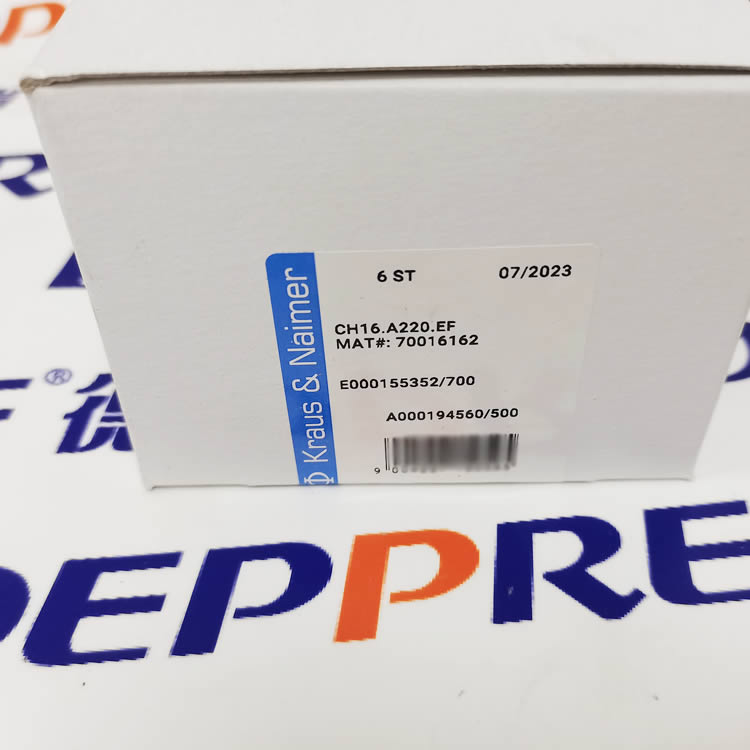 6 ST 07/2023
CH16.A220.EF
MAT#: 70016162
E000155352/700
A000194560/500
Kraus & Naimer
®
DEPPRE